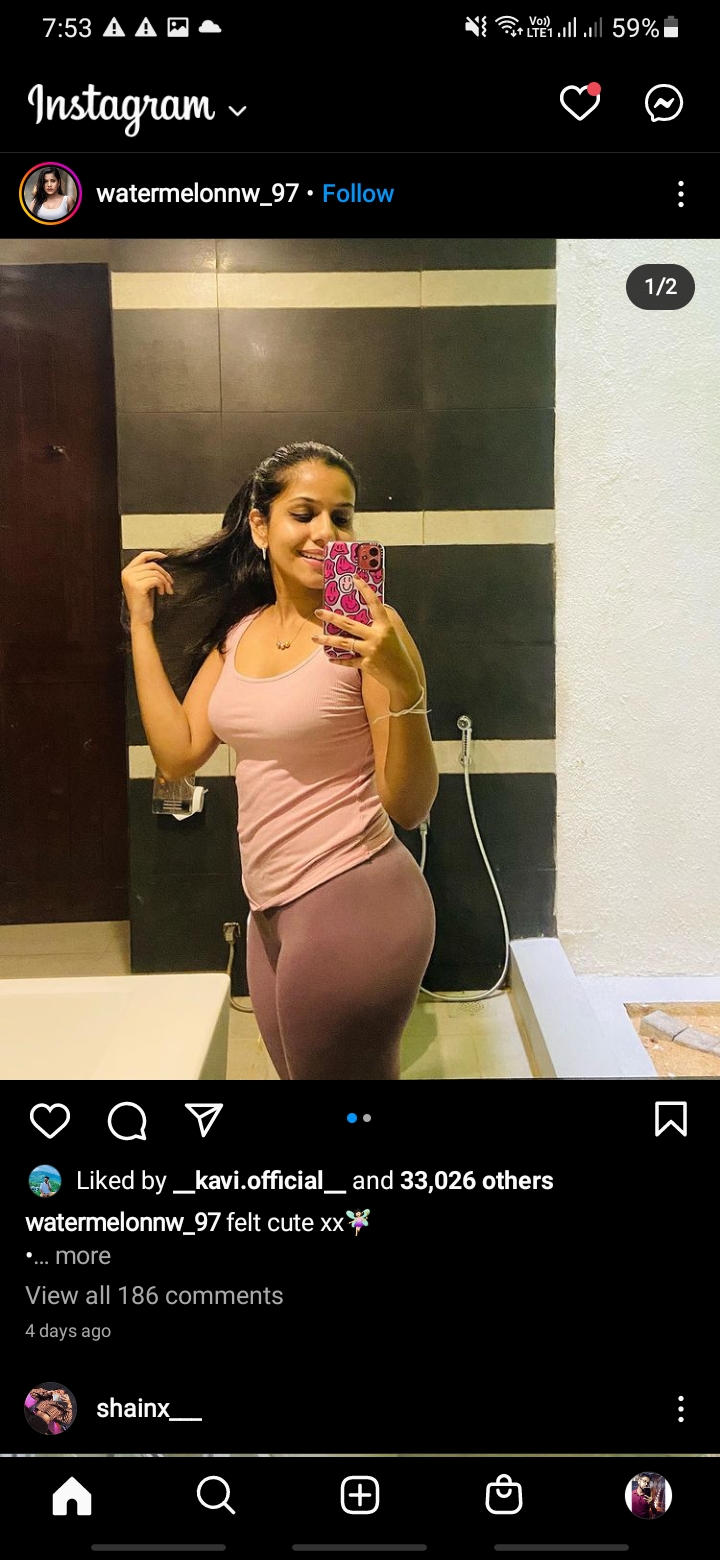 7:53 Vo)) LTE1 59%
Instagram
watermelonnw_97 • Follow
1/2
Liked by __kavi.official__ and 33,026 others
watermelonnw_97 felt cute xx🧚🏻‍♀️
•... more
View all 186 comments
4 days ago
shainx___